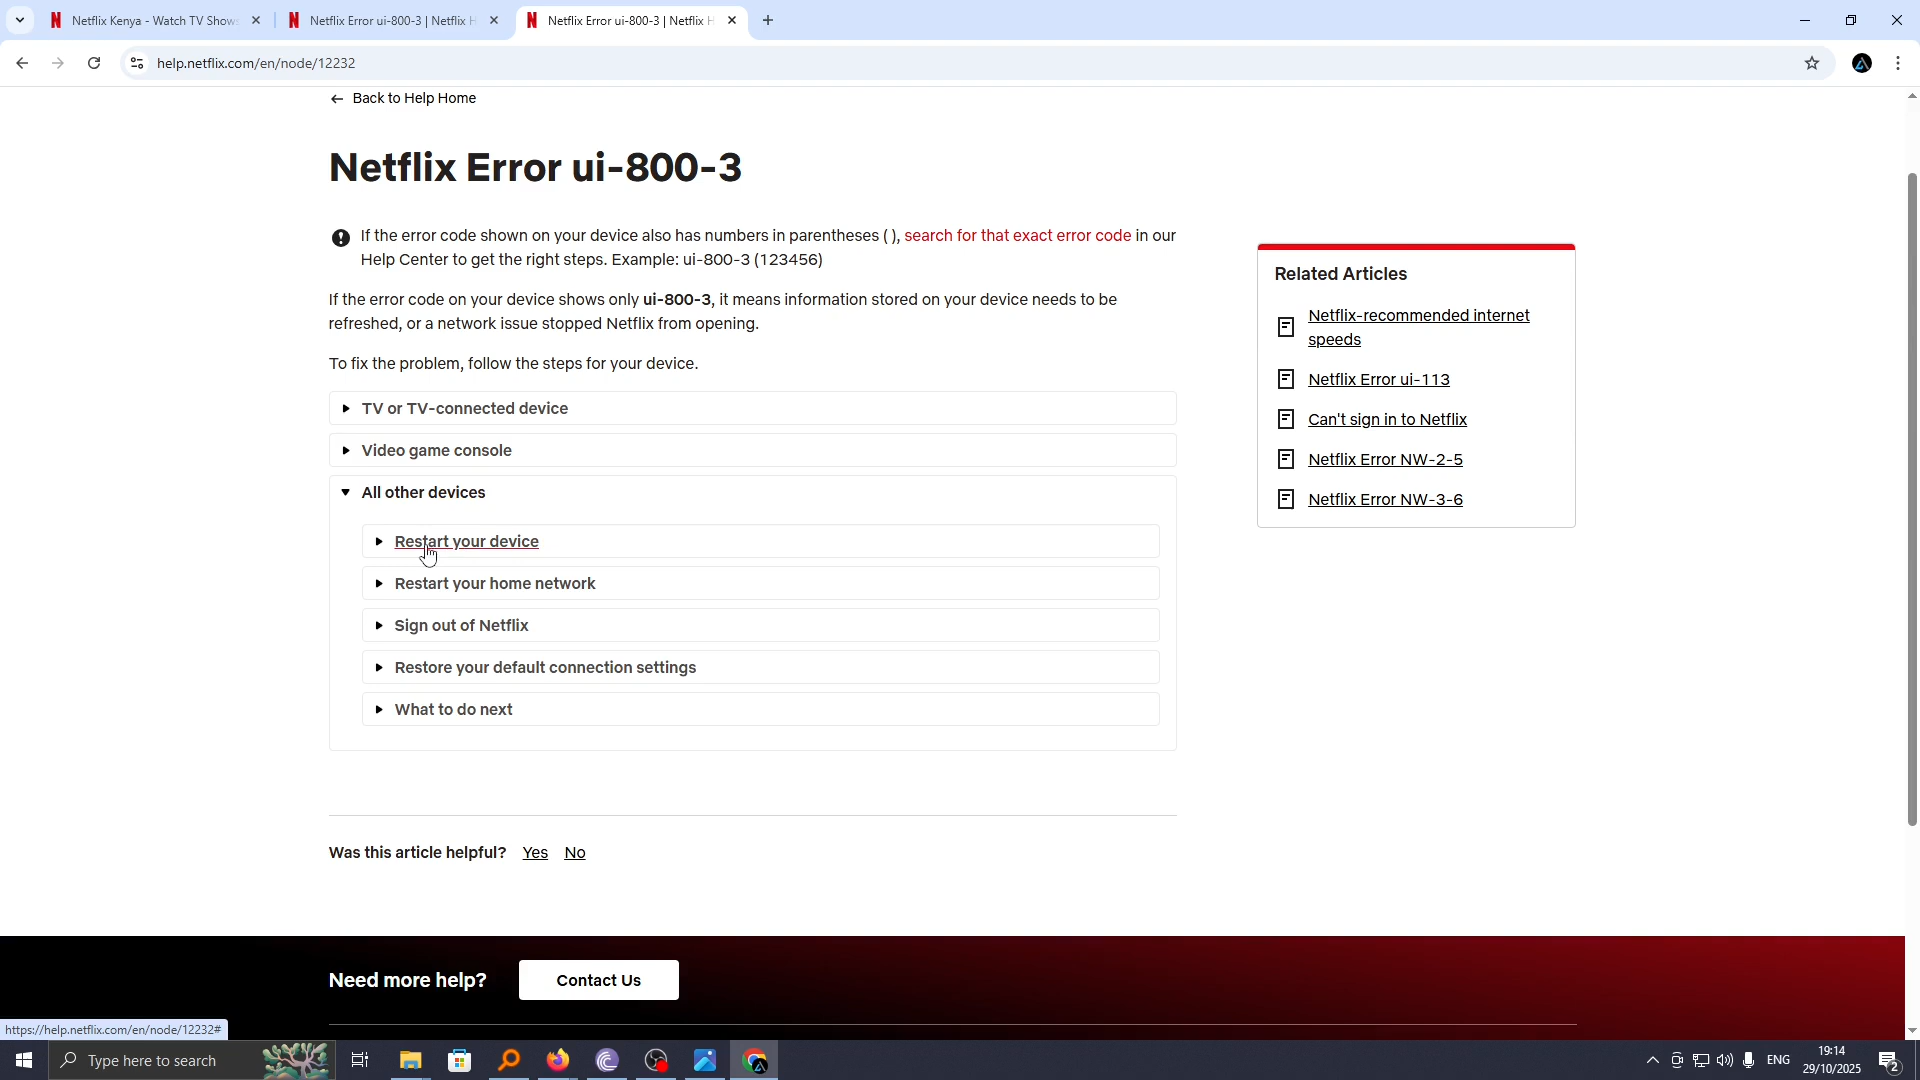 Netflix Kenya - Watch TV Shows
Netflix Error ui-800-3 | Netflix H
Netflix Error ui-800-3 | Netflix H
help.netflix.com/en/node/12232
Back to Help Home
Netflix Error ui-800-3
If the error code shown on your device also has numbers in parentheses ( ), search for that exact error code in our
Help Center to get the right steps. Example: ui-800-3 (123456)
If the error code on your device shows only ui-800-3, it means information stored on your device needs to be
refreshed, or a network issue stopped Netflix from opening.
To fix the problem, follow the steps for your device.
TV or TV-connected device
Video game console
All other devices
Restart your device
Restart your home network
Sign out of Netflix
Restore your default connection settings
What to do next
Related Articles
Netflix-recommended internet
speeds
Netflix Error ui-113
Can't sign in to Netflix
Netflix Error NW-2-5
Netflix Error NW-3-6
Was this article helpful? Yes No
Need more help? Contact Us
https://help.netflix.com/en/node/12232#
Type here to search
ENG
19:14
29/10/2025
2